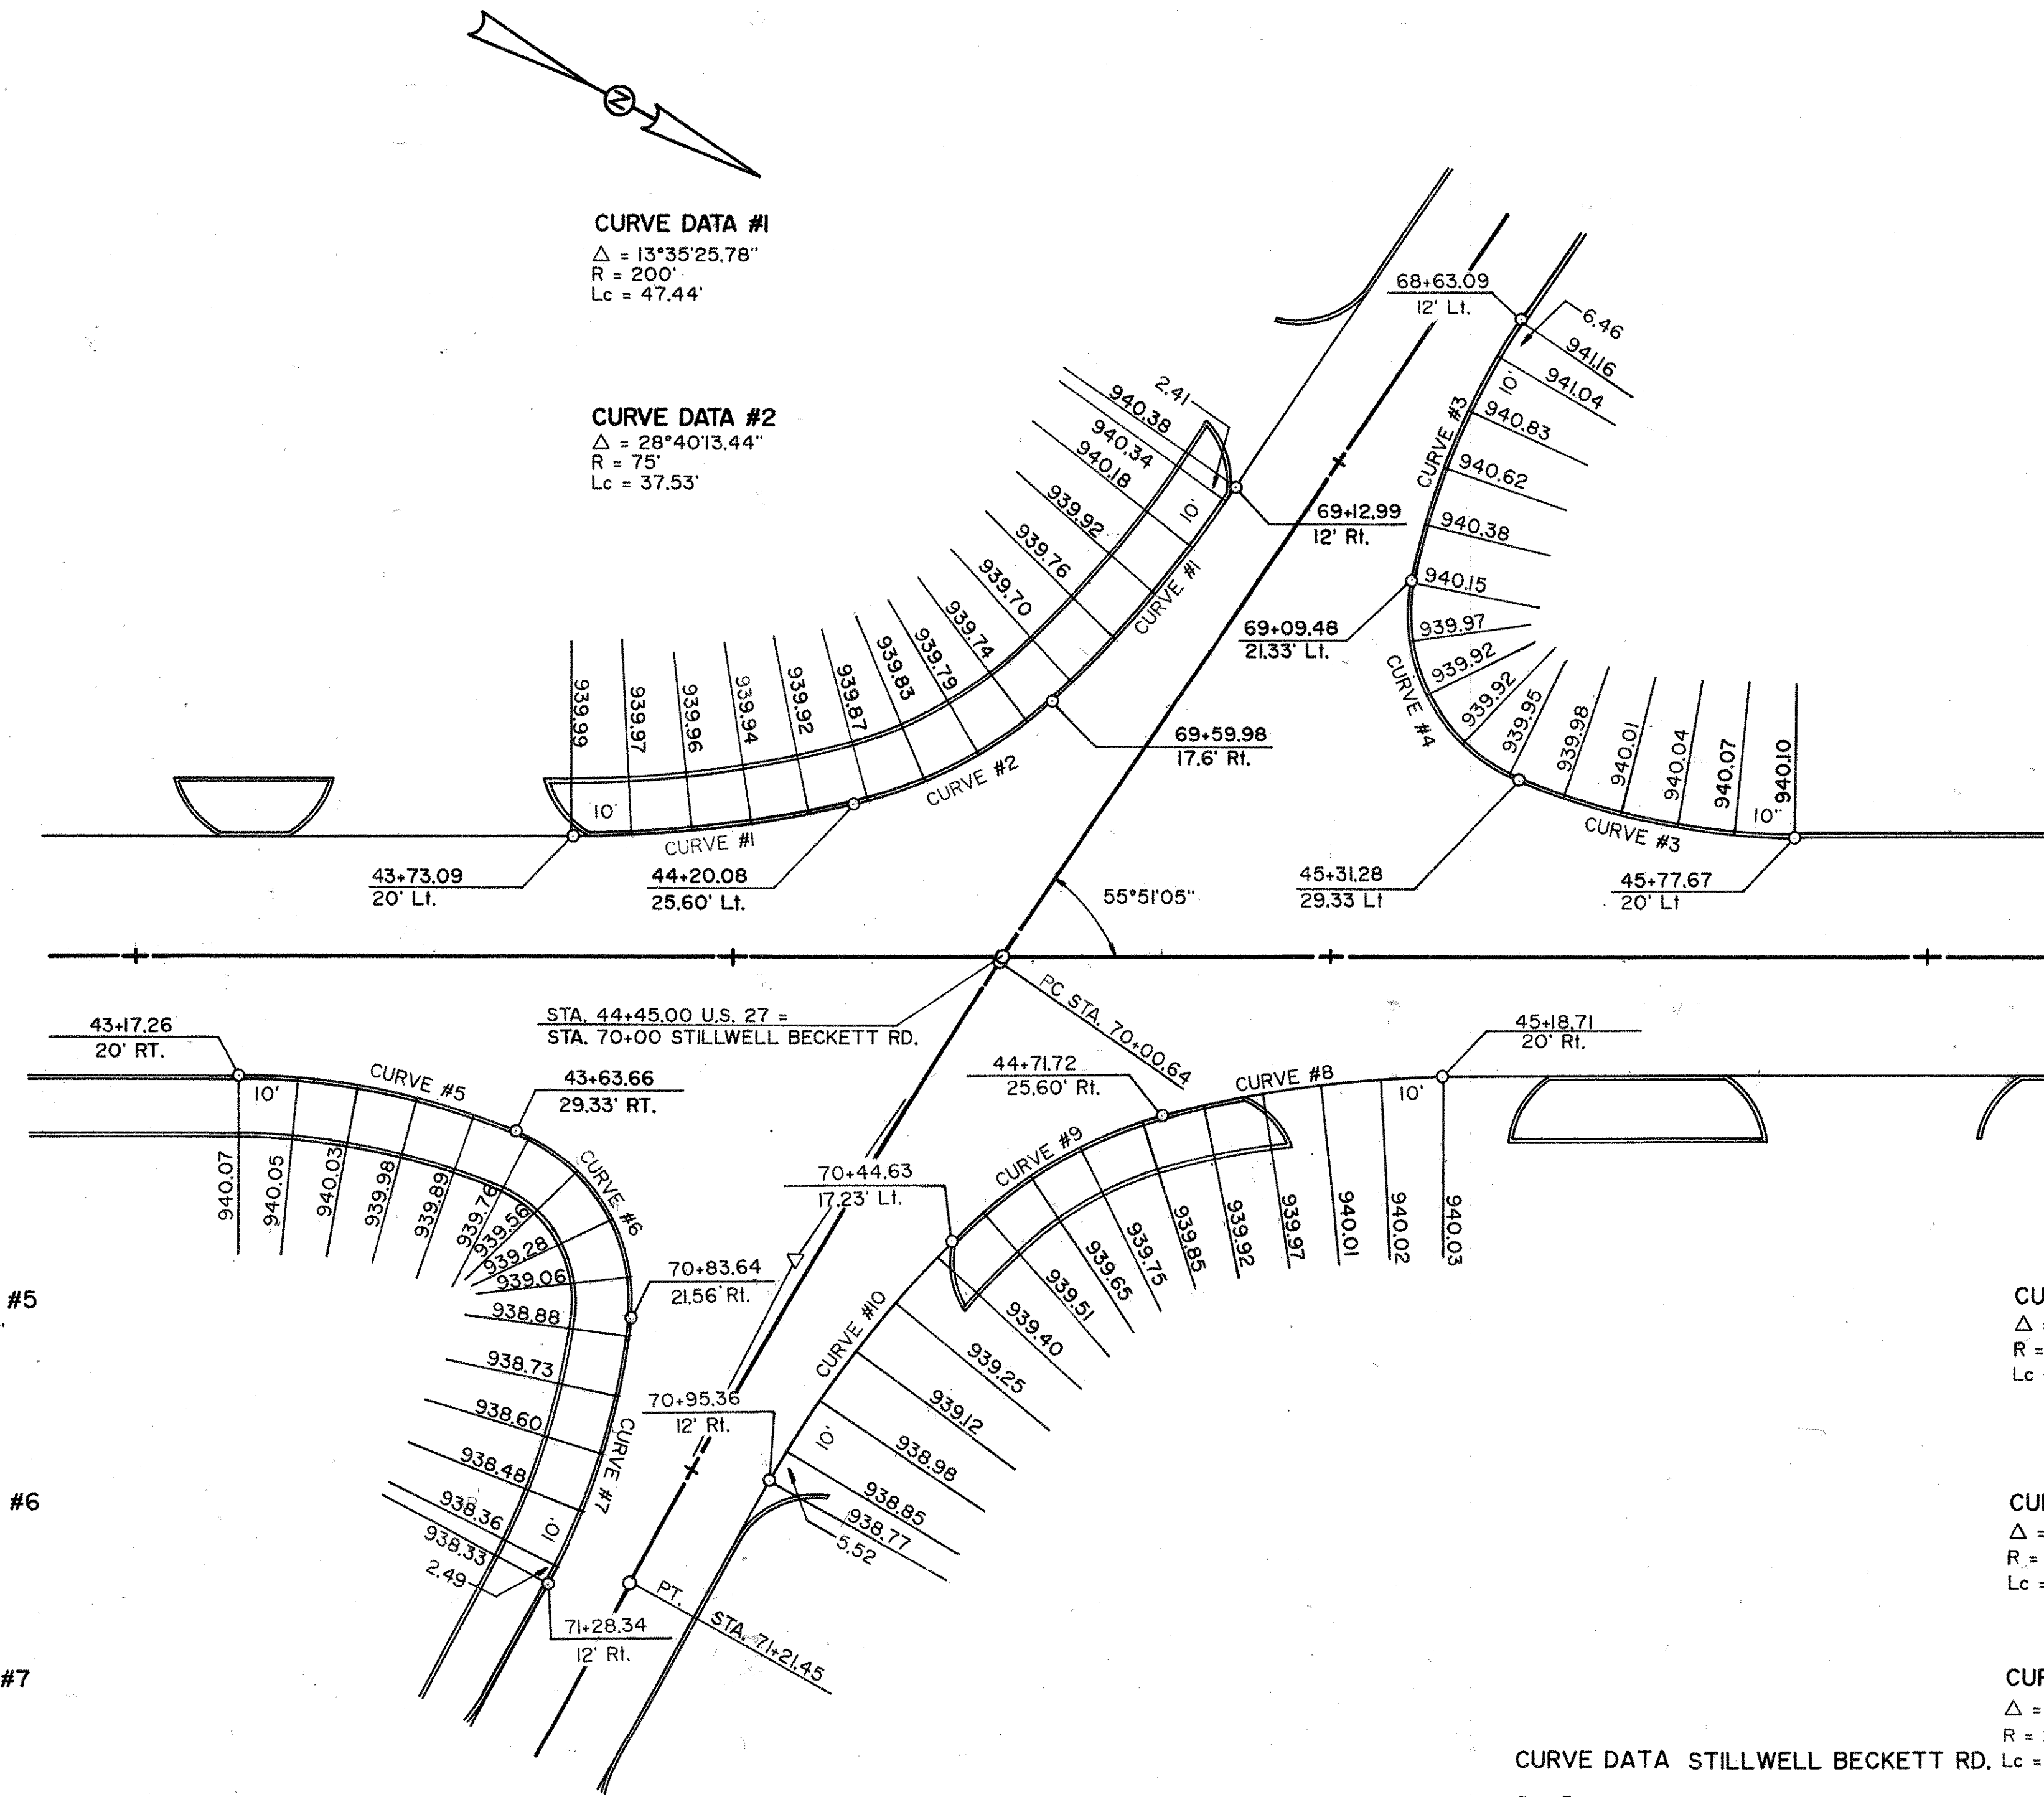 N
CURVE DATA #1
△ = 13°35'25.78"
R = 200'
Lc = 47.44'
CURVE DATA #2
△ = 28°40'13.44"
R = 75'
Lc = 37.53'
68+63.09
12' Lt.
6.46
941.16
941.04
10'
940.83
CURVE #3
940.62
940.38
940.15
939.97
939.92
939.92
939.95
939.98
940.01
940.04
940.07
940.10
10'
CURVE #4
CURVE #3
69+09.48
21.33' Lt.
45+31.28
29.33 Lt
45+77.67
20' Lt
2.41
940.38
940.34
940.18
939.92
939.76
939.70
939.74
939.79
939.83
939.87
939.92
939.94
939.96
939.97
939.99
10'
10'
CURVE #1
CURVE #2
CURVE #1
69+12.99
12' Rt.
69+59.98
17.6' Rt.
43+73.09
20' Lt.
44+20.08
25.60' Lt.
55°51'05"
STA. 44+45.00 U.S. 27 =
STA. 70+00 STILLWELL BECKETT RD.
PC STA. 70+00.64
43+17.26
20' RT.
10'
CURVE #5
43+63.66
29.33' RT.
CURVE #6
940.07
940.05
940.03
939.98
939.89
939.76
939.56
939.28
939.06
938.88
938.73
938.60
938.48
938.36
938.33
2.49
10'
CURVE #7
70+83.64
21.56' Rt.
71+28.34
12' Rt.
44+71.72
25.60' Rt.
45+18.71
20' Rt.
CURVE #8
10'
CURVE #9
70+44.63
17.23' Lt.
CURVE #10
940.03
940.02
940.01
939.97
939.92
939.85
939.75
939.65
939.51
939.40
939.25
939.12
938.98
938.85
938.77
5.52
10'
70+95.36
12' Rt.
PT. STA. 71+21.45
#5
#6
#7
CU
△ =
R =
Lc
CU
△ =
R =
Lc =
CUR
△ =
R =
Lc =
CURVE DATA STILLWELL BECKETT RD.